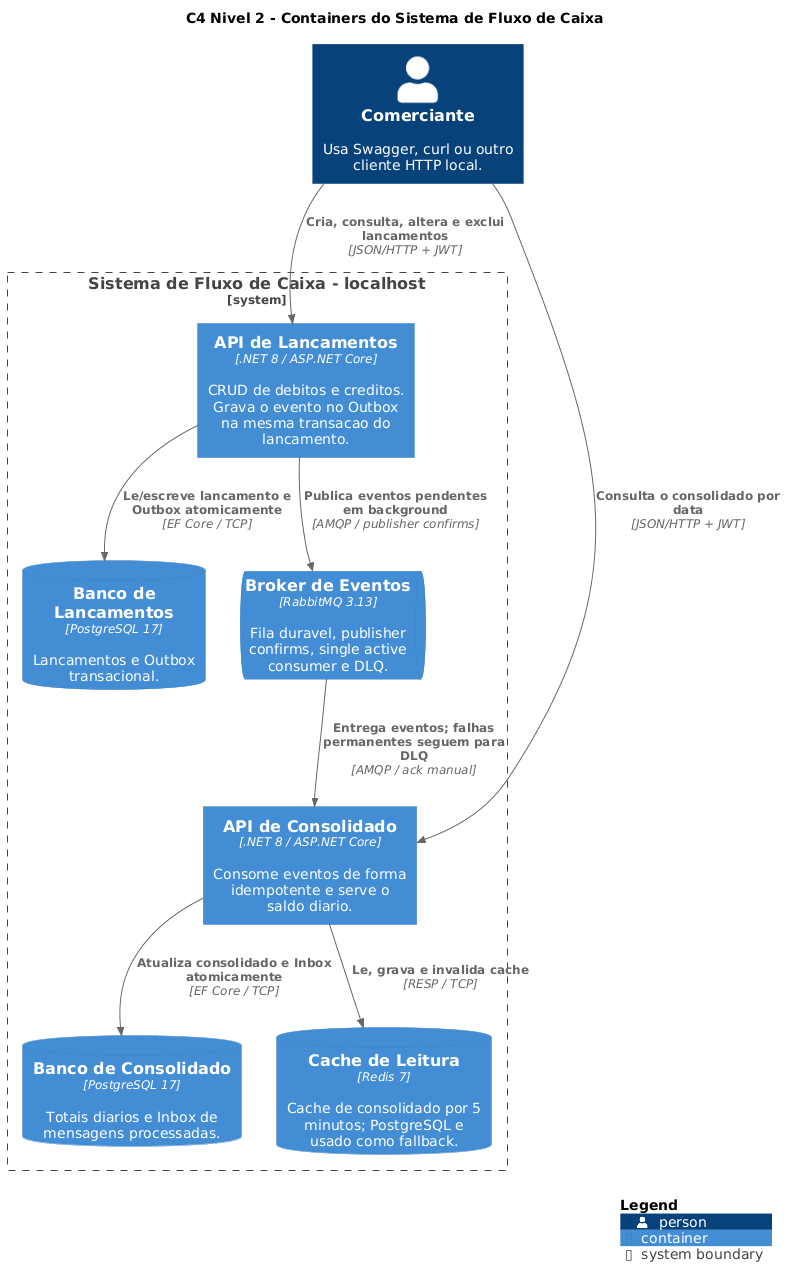 C4 Nivel 2 - Containers do Sistema de Fluxo de Caixa
Comerciante
Usa Swagger, curl ou outro
cliente HTTP local.
Cria, consulta, altera e exclui
lancamentos
[JSON/HTTP + JWT]
Sistema de Fluxo de Caixa - localhost
[system]
API de Lancamentos
[.NET 8 / ASP.NET Core]
CRUD de debitos e creditos.
Grava o evento no Outbox
na mesma transacao do
lancamento.
Le/escreve lancamento e
Outbox atomicamente
[EF Core / TCP]
Publica eventos pendentes
em background
[AMQP / publisher confirms]
Consulta o consolidado por
data
[JSON/HTTP + JWT]
Banco de
Lancamentos
[PostgreSQL 17]
Lancamentos e Outbox
transacional.
Broker de Eventos
[RabbitMQ 3.13]
Fila duravel, publisher
confirms, single active
consumer e DLQ.
Entrega eventos; falhas
permanentes seguem para
DLQ
[AMQP / ack manual]
API de Consolidado
[.NET 8 / ASP.NET Core]
Consome eventos de forma
idempotente e serve o
saldo diario.
Atualiza consolidado e Inbox
atomicamente
[EF Core / TCP]
Le, grava e invalida cache
[RESP / TCP]
Banco de Consolidado
[PostgreSQL 17]
Totais diarios e Inbox de
mensagens processadas.
Cache de Leitura
[Redis 7]
Cache de consolidado por 5
minutos; PostgreSQL e
usado como fallback.
Legend
person
container
system boundary